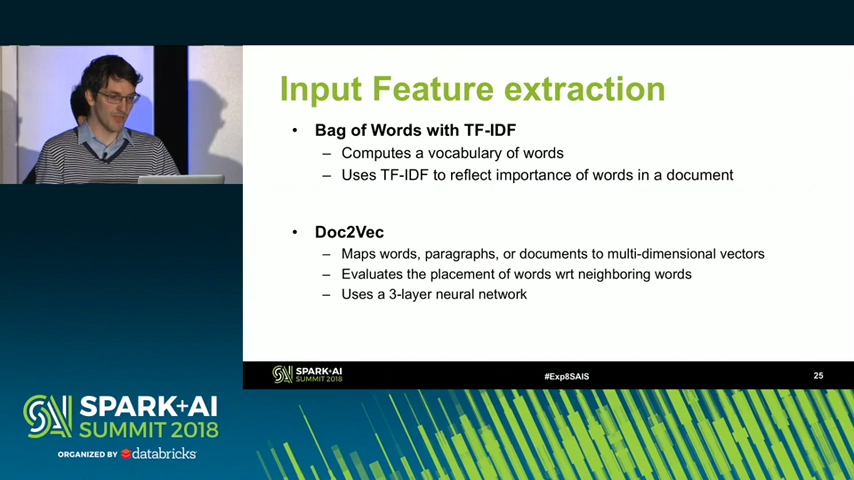 Input Feature extraction
• Bag of Words with TF-IDF
– Computes a vocabulary of words
– Uses TF-IDF to reflect importance of words in a document
• Doc2Vec
– Maps words, paragraphs, or documents to multi-dimensional vectors
– Evaluates the placement of words wrt neighboring words
– Uses a 3-layer neural network
SPARK+AI
SUMMIT 2018
#Exp8SAIS
25
SPARK+AI
SUMMIT 2018
ORGANIZED BY databricks